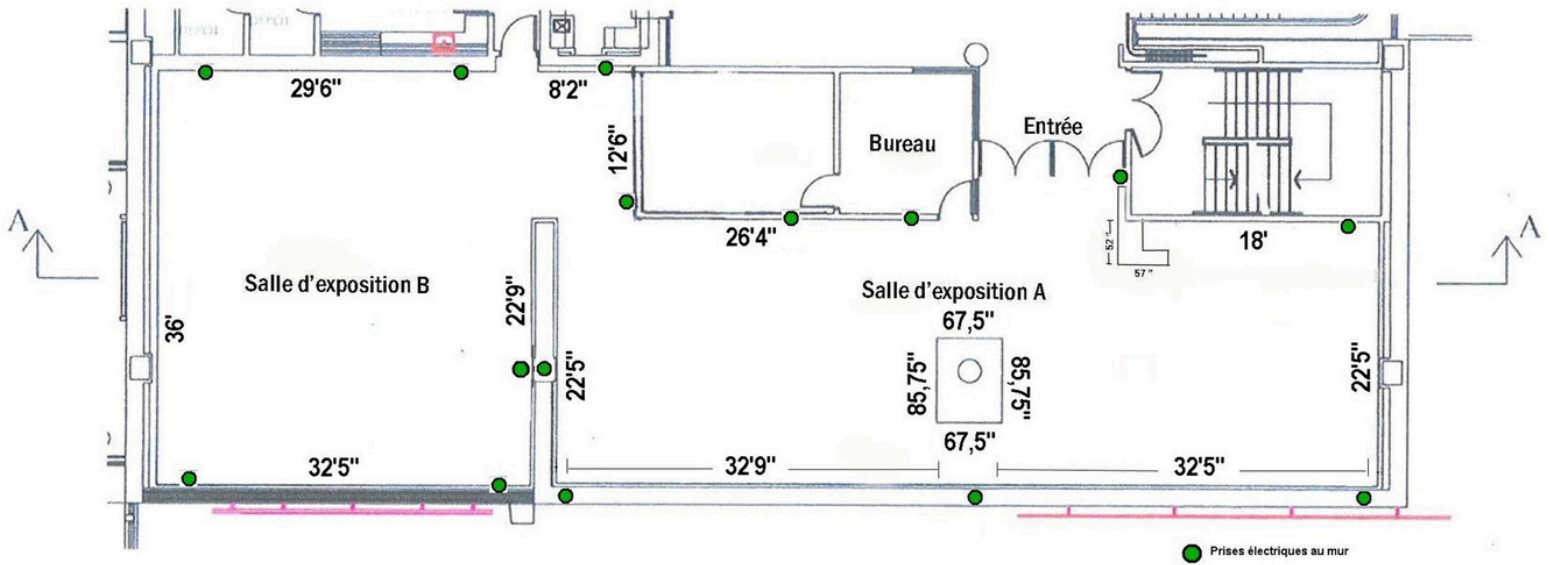 DÉPÔT
DÉPÔT
29'6"
8'2"
12'6"
Bureau
Entrée
26'4"
18'
52 "
57 "
A
A
Salle d'exposition B
Salle d'exposition A
36'
22'9"
22'5"
67,5"
85,75"
85,75"
67,5"
22'5"
32'5"
32'9"
32'5"
Prises électriques au mur